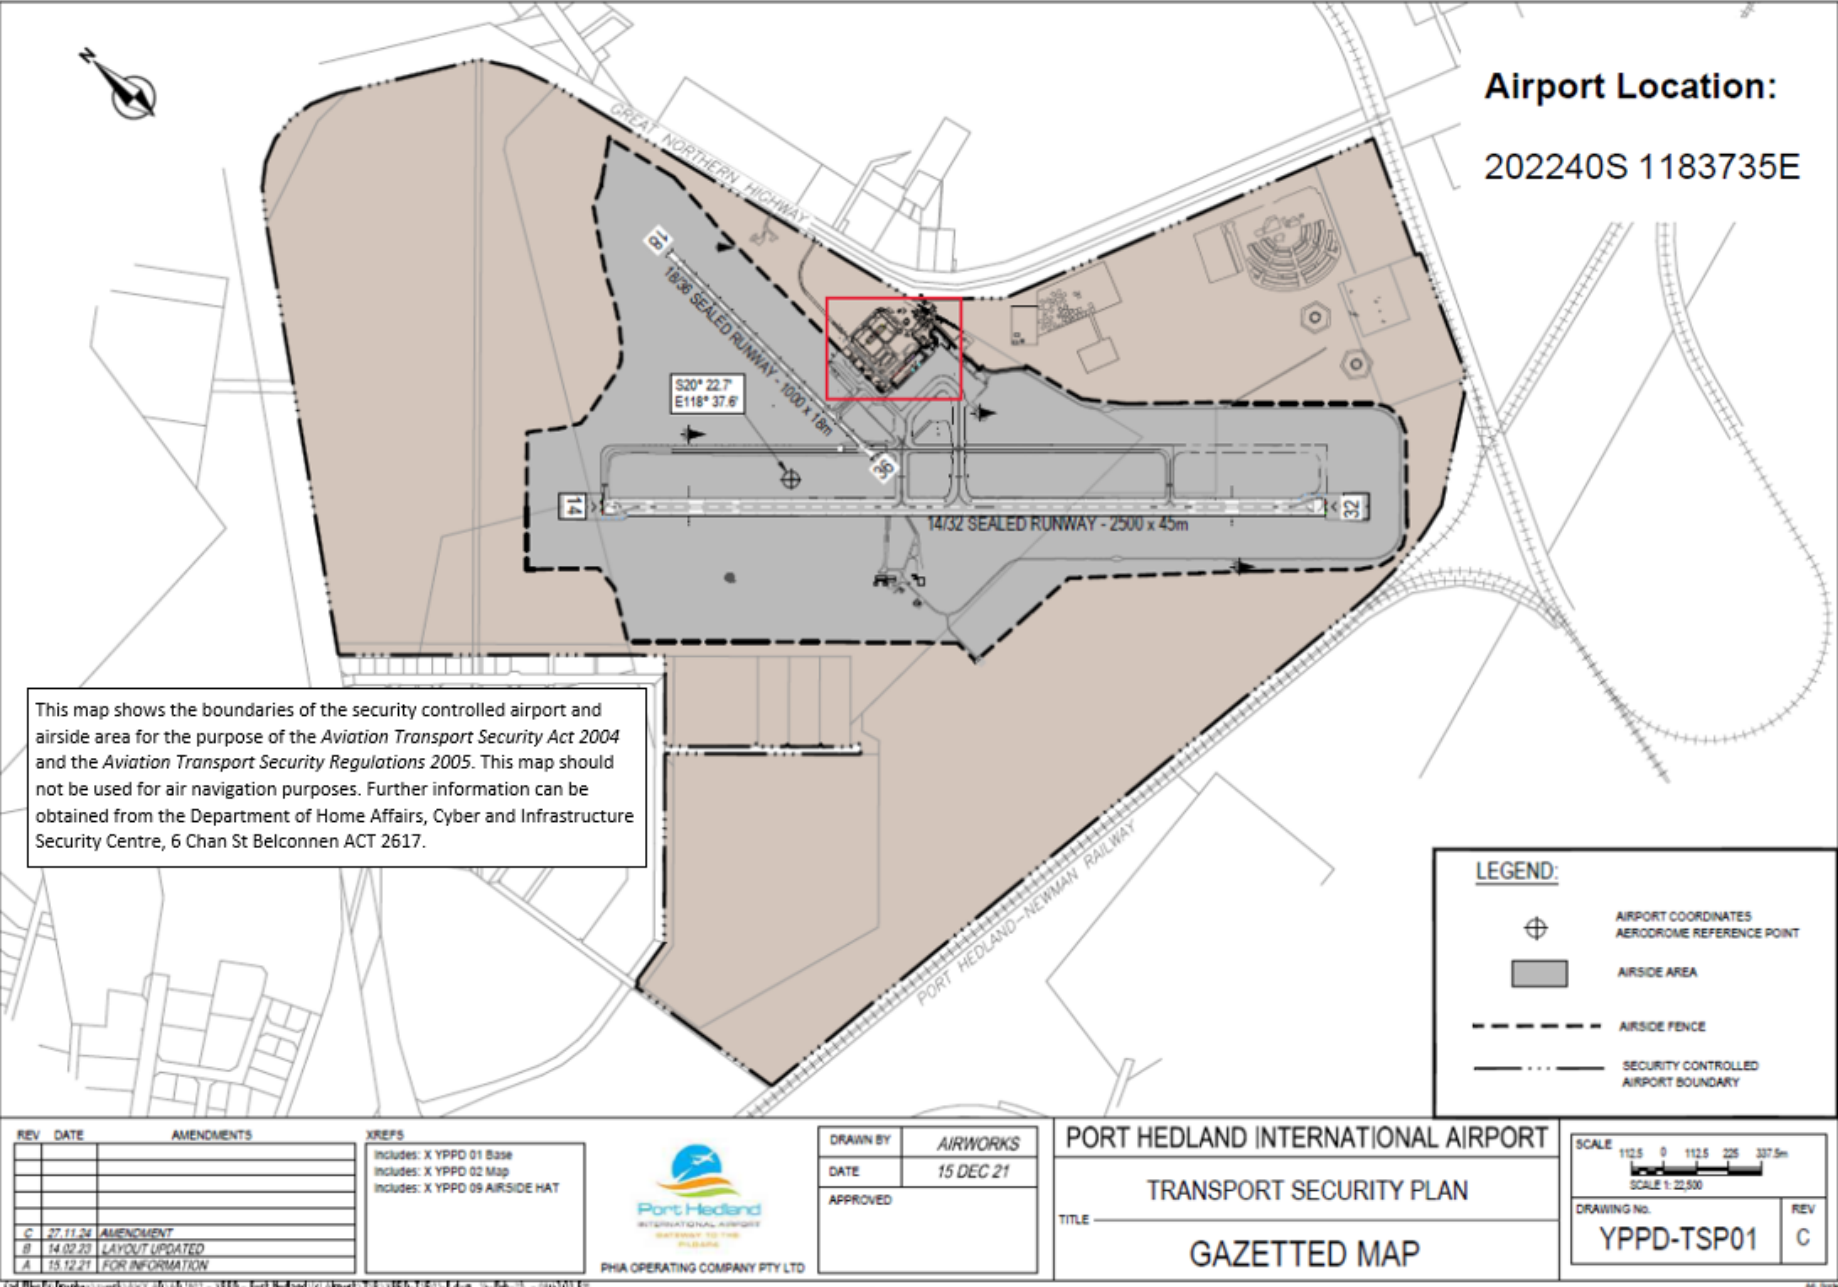 N
Airport Location:
202240S 1183735E
GREAT NORTHERN HIGHWAY
18
18/36 SEALED RUNWAY - 1000 x 18m
36
S20° 22.7'
E118° 37.6'
14
32
14/32 SEALED RUNWAY - 2500 x 45m
This map shows the boundaries of the security controlled airport and
airside area for the purpose of the Aviation Transport Security Act 2004
and the Aviation Transport Security Regulations 2005. This map should
not be used for air navigation purposes. Further information can be
obtained from the Department of Home Affairs, Cyber and Infrastructure
Security Centre, 6 Chan St Belconnen ACT 2617.
PORT HEDLAND-NEWMAN RAILWAY
LEGEND:
AIRPORT COORDINATES
AERODROME REFERENCE POINT
AIRSIDE AREA
AIRSIDE FENCE
SECURITY CONTROLLED
AIRPORT BOUNDARY
REV DATE AMENDMENTS
C 27.11.24 AMENDMENT
B 14.02.23 LAYOUT UPDATED
A 15.12.21 FOR INFORMATION
XREFS
Includes: X YPPD 01 Base
Includes: X YPPD 02 Map
Includes: X YPPD 09 AIRSIDE HAT
Port Hedland
INTERNATIONAL AIRPORT
GATEWAY TO THE
PILBARA
PHIA OPERATING COMPANY PTY LTD
DRAWN BY AIRWORKS
DATE 15 DEC 21
APPROVED
PORT HEDLAND INTERNATIONAL AIRPORT
TRANSPORT SECURITY PLAN
TITLE
GAZETTED MAP
SCALE
112.5 0 112.5 225 337.5m
SCALE 1: 22,500
DRAWING No.
YPPD-TSP01
REV
C